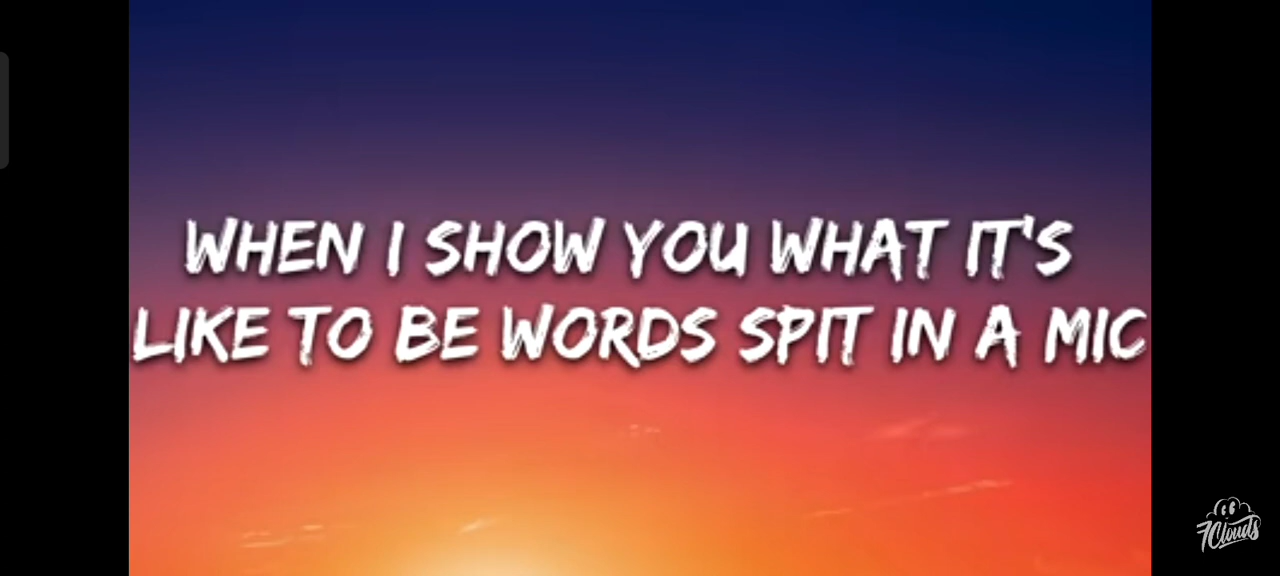 WHEN I SHOW YOU WHAT IT'S
LIKE TO BE WORDS SPIT IN A MIC
7Clouds